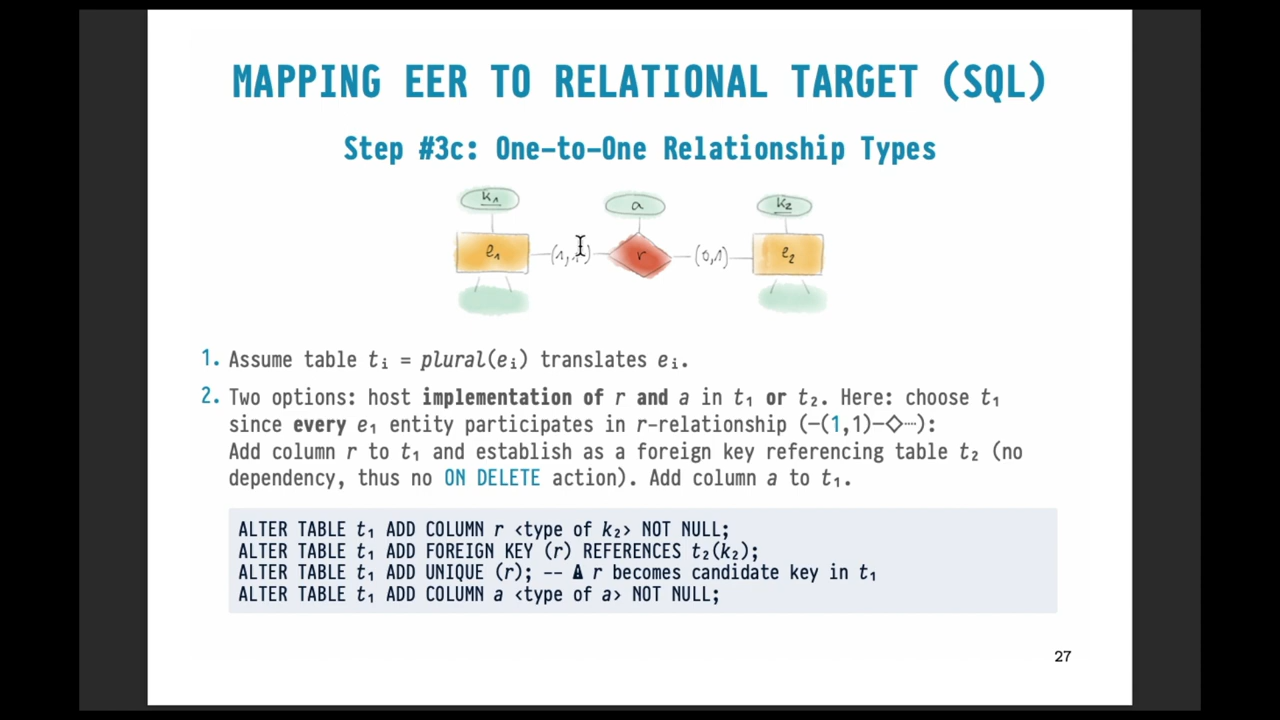 MAPPING EER TO RELATIONAL TARGET (SQL)
Step #3c: One-to-One Relationship Types
k₁ a k₂
e₁ (1,1) r (0,1) e₂
1. Assume table tᵢ = plural(eᵢ) translates eᵢ.
2. Two options: host implementation of r and a in t₁ or t₂. Here: choose t₁
since every e₁ entity participates in r-relationship (—(1,1)—◇┈):
Add column r to t₁ and establish as a foreign key referencing table t₂ (no
dependency, thus no ON DELETE action). Add column a to t₁.
ALTER TABLE t₁ ADD COLUMN r <type of k₂> NOT NULL;
ALTER TABLE t₁ ADD FOREIGN KEY (r) REFERENCES t₂(k₂);
ALTER TABLE t₁ ADD UNIQUE (r); -- ⚠ r becomes candidate key in t₁
ALTER TABLE t₁ ADD COLUMN a <type of a> NOT NULL;
27